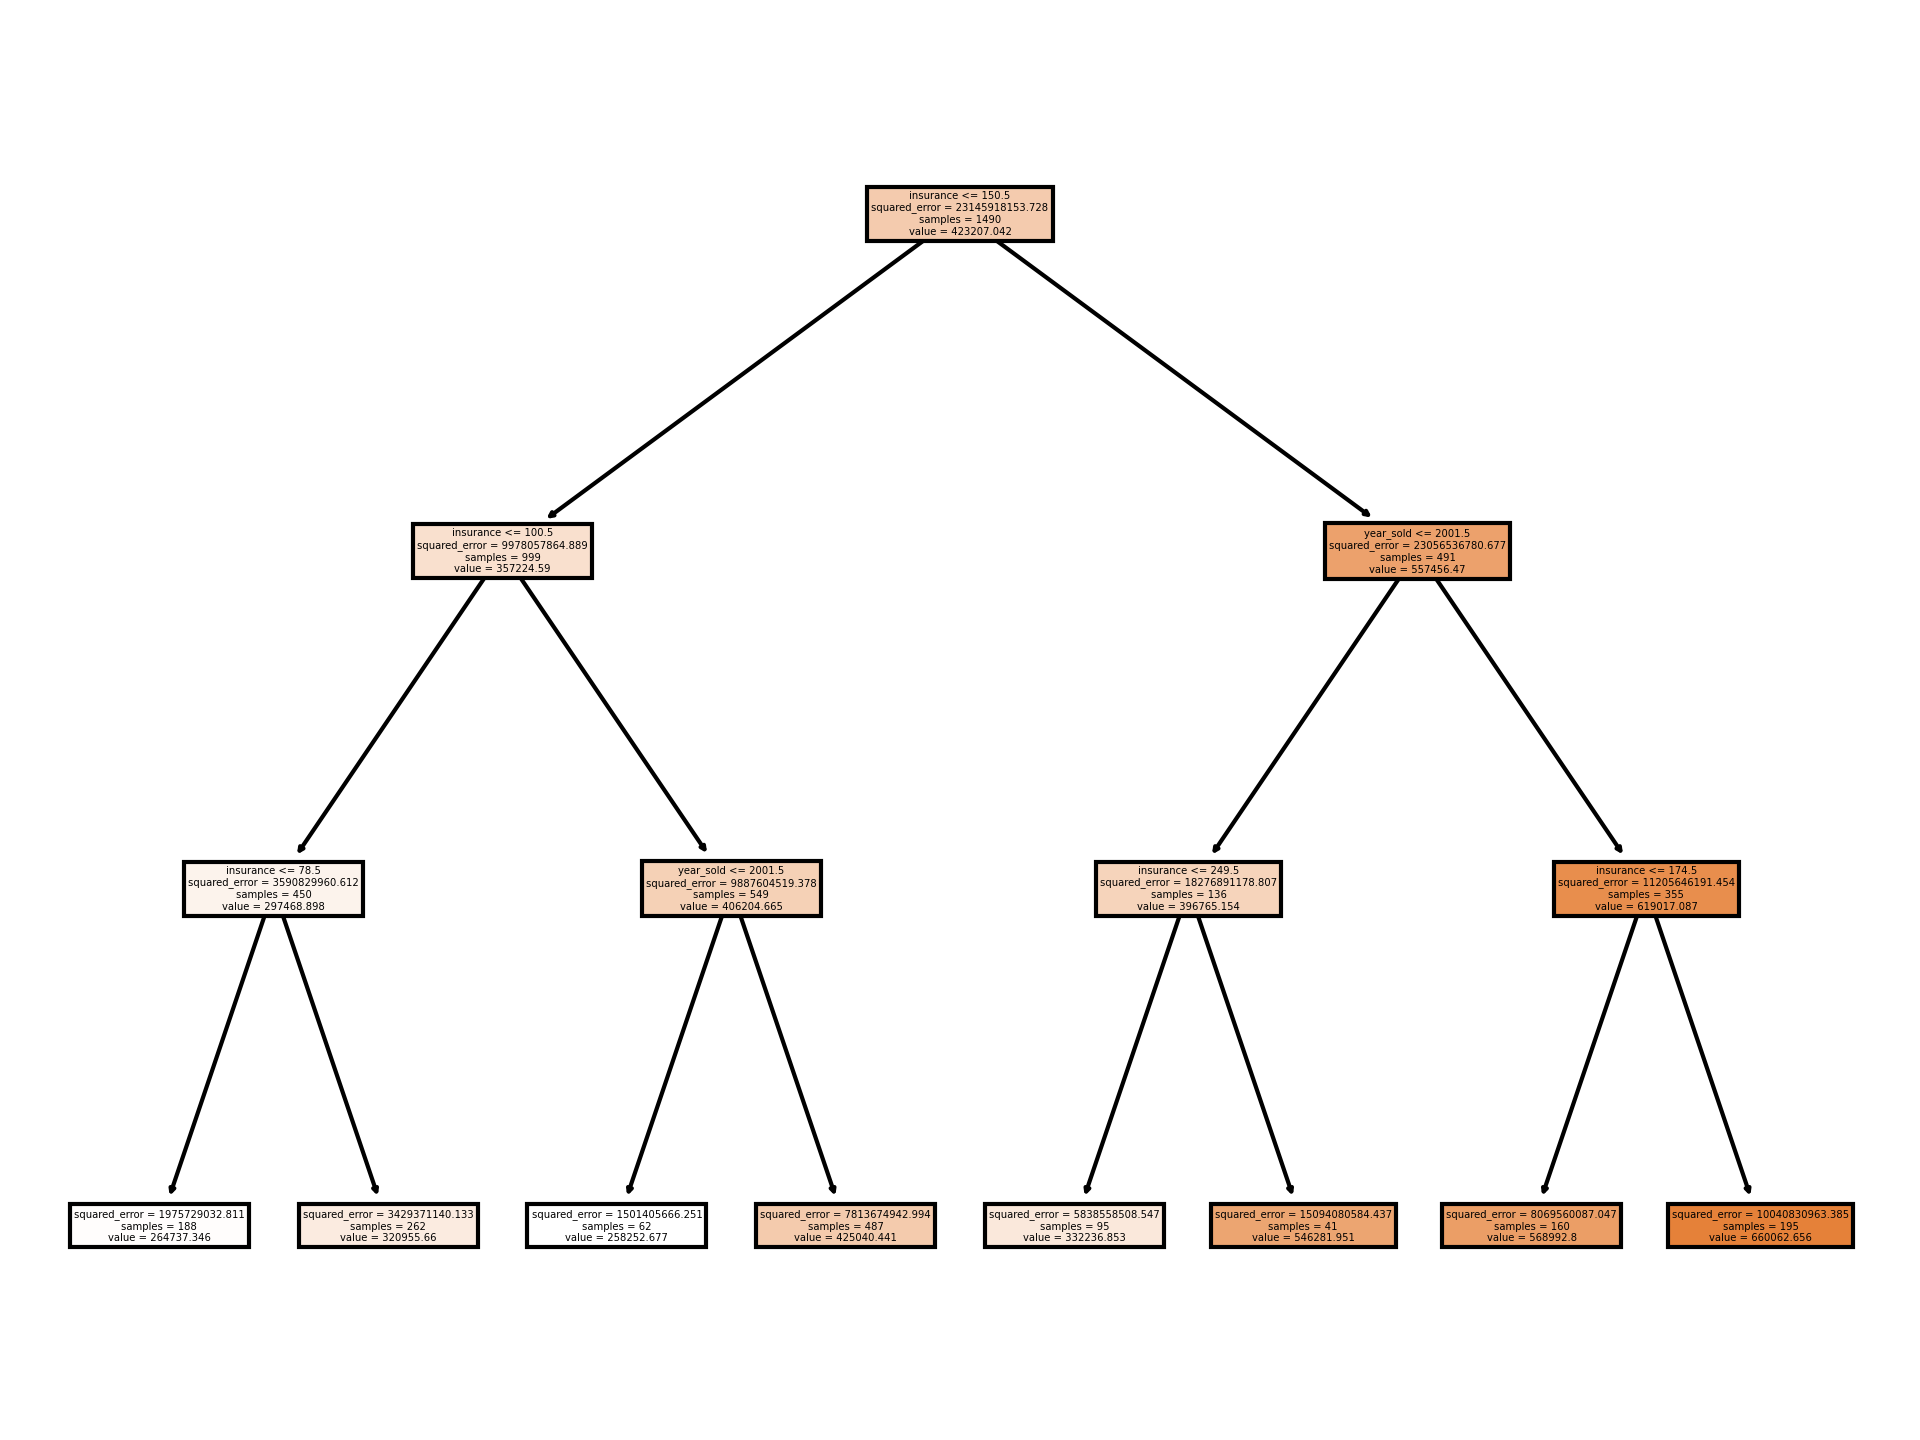 insurance <= 150.5
squared_error = 23145918153.728
samples = 1490
value = 423207.042
insurance <= 100.5
squared_error = 9978057864.889
samples = 999
value = 357224.59
year_sold <= 2001.5
squared_error = 23056536780.677
samples = 491
value = 557456.47
insurance <= 78.5
squared_error = 3590829960.612
samples = 450
value = 297468.898
year_sold <= 2001.5
squared_error = 9887604519.378
samples = 549
value = 406204.665
insurance <= 249.5
squared_error = 18276891178.807
samples = 136
value = 396765.154
insurance <= 174.5
squared_error = 11205646191.454
samples = 355
value = 619017.087
squared_error = 1975729032.811
samples = 188
value = 264737.346
squared_error = 3429371140.133
samples = 262
value = 320955.66
squared_error = 1501405666.251
samples = 62
value = 258252.677
squared_error = 7813674942.994
samples = 487
value = 425040.441
squared_error = 5838558508.547
samples = 95
value = 332236.853
squared_error = 15094080584.437
samples = 41
value = 546281.951
squared_error = 8069560087.047
samples = 160
value = 568992.8
squared_error = 10040830963.385
samples = 195
value = 660062.656